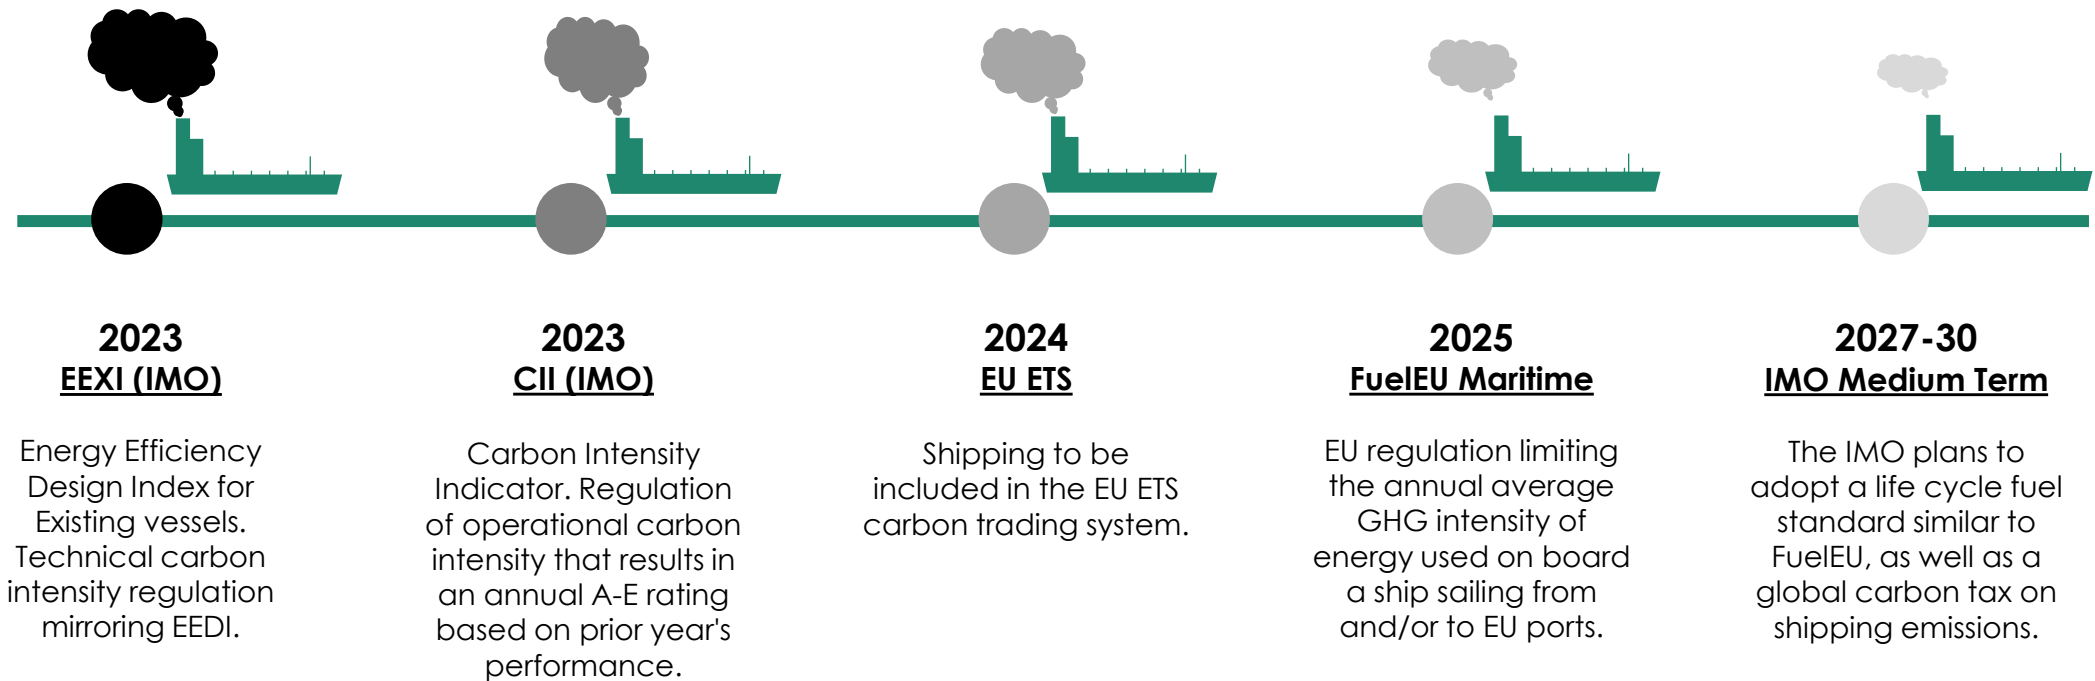 2023
EEXI (IMO)
Energy Efficiency
Design Index for
Existing vessels.
Technical carbon
intensity regulation
mirroring EEDI.
2023
CII (IMO)
Carbon Intensity
Indicator. Regulation
of operational carbon
intensity that results in
an annual A-E rating
based on prior year's
performance.
2024
EU ETS
Shipping to be
included in the EU ETS
carbon trading system.
2025
FuelEU Maritime
EU regulation limiting
the annual average
GHG intensity of
energy used on board
a ship sailing from
and/or to EU ports.
2027-30
IMO Medium Term
The IMO plans to
adopt a life cycle fuel
standard similar to
FuelEU, as well as a
global carbon tax on
shipping emissions.